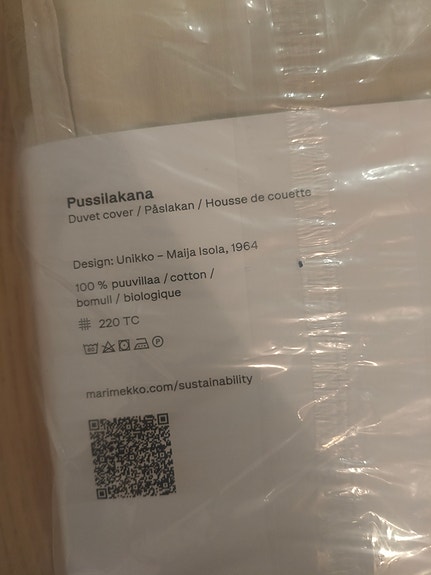 Pussilakana
Duvet cover / Påslakan / Housse de couette
Design: Unikko – Maija Isola, 1964
100 % puuvillaa / cotton /
bomull / biologique
220 TC
marimekko.com/sustainability